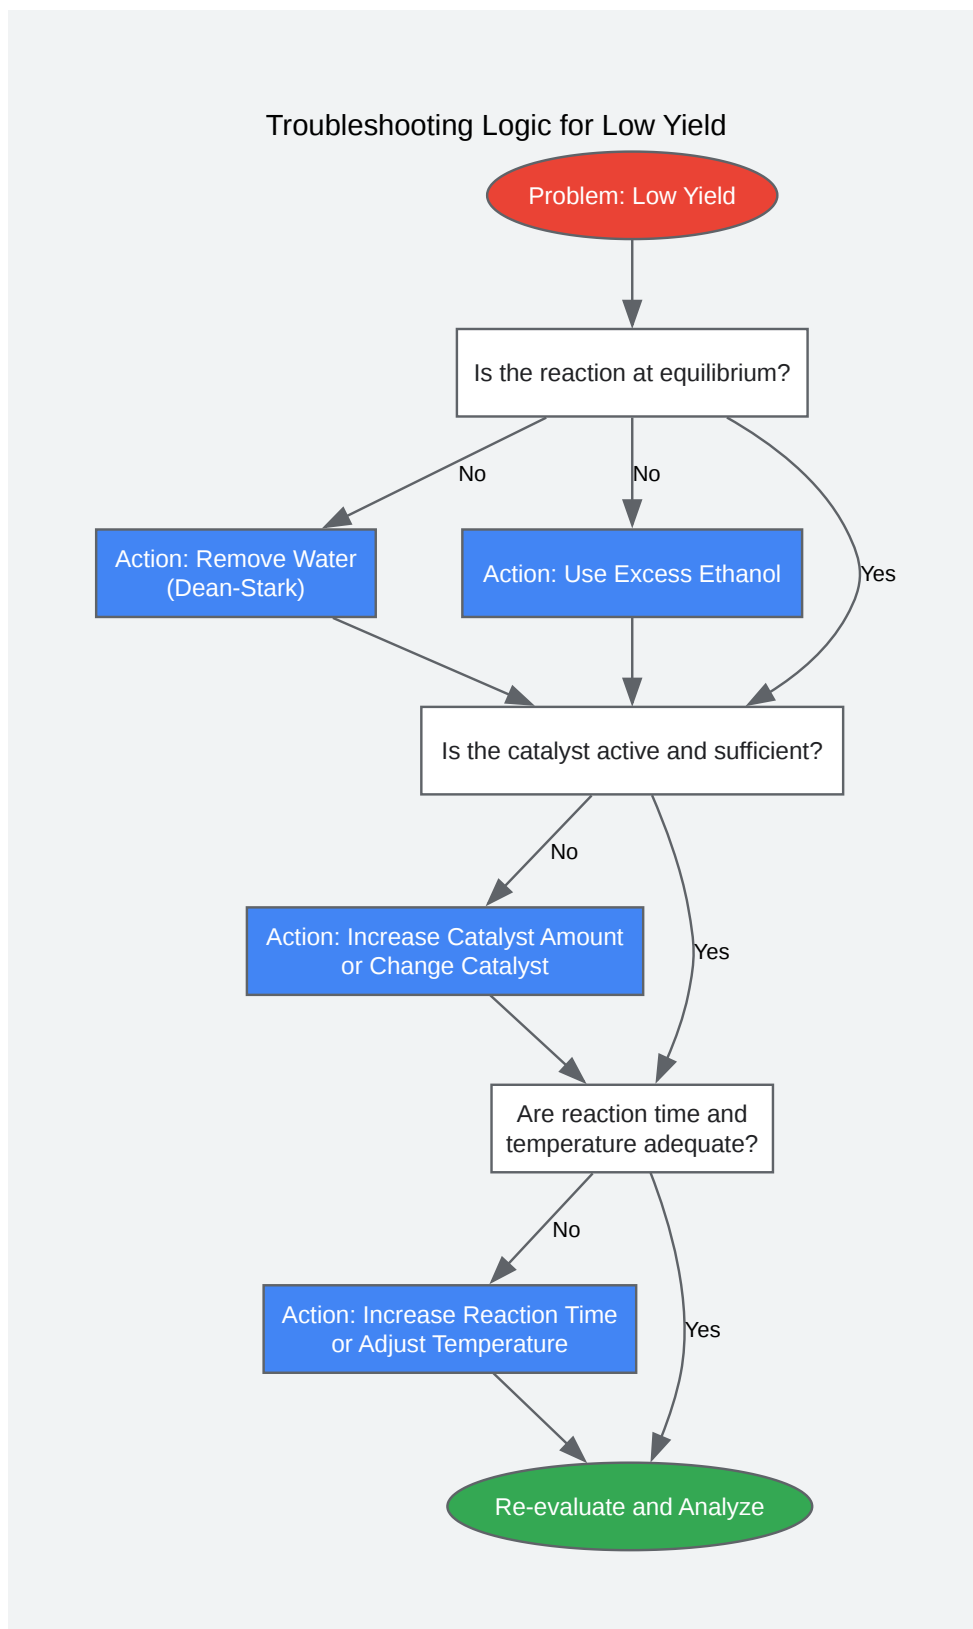 Troubleshooting Logic for Low Yield
Problem: Low Yield
Is the reaction at equilibrium?
No
No
Action: Remove Water
(Dean-Stark)
Action: Use Excess Ethanol
Yes
Is the catalyst active and sufficient?
No
Action: Increase Catalyst Amount
or Change Catalyst
Yes
Are reaction time and
temperature adequate?
No
Action: Increase Reaction Time
or Adjust Temperature
Yes
Re-evaluate and Analyze